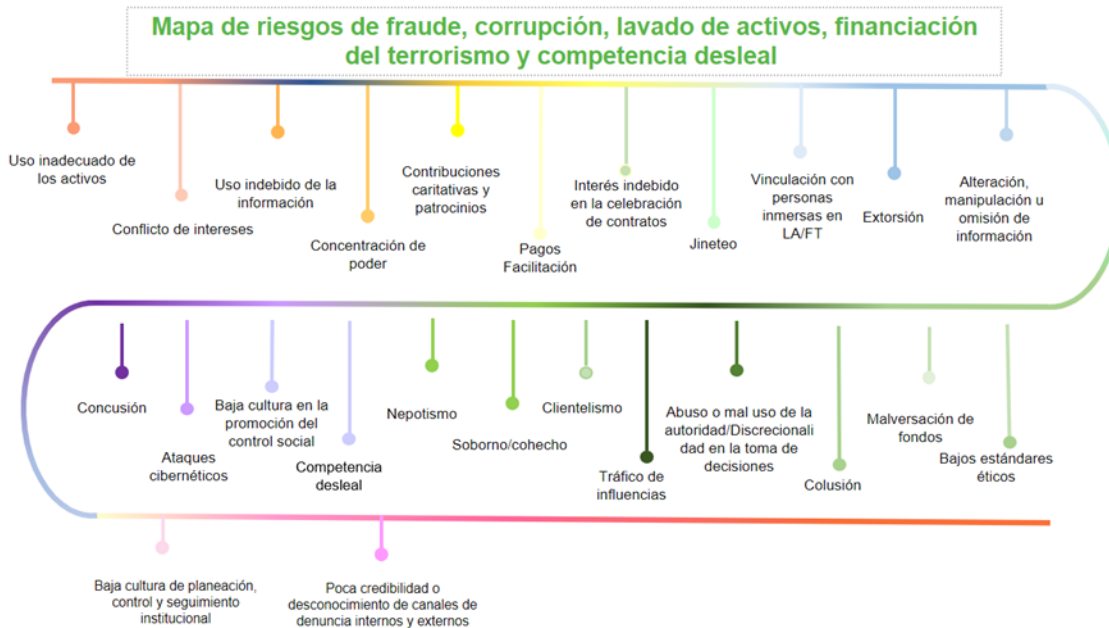 Mapa de riesgos de fraude, corrupción, lavado de activos, financiación
del terrorismo y competencia desleal
Uso inadecuado de
los activos
Conflicto de intereses
Uso indebido de la
información
Concentración de
poder
Contribuciones
caritativas y
patrocinios
Pagos
Facilitación
Interés indebido
en la celebración
de contratos
Jineteo
Vinculación con
personas
inmersas en
LA/FT
Extorsión
Alteración,
manipulación u
omisión de
información
Concusión
Ataques
cibernéticos
Baja cultura en la
promoción del
control social
Competencia
desleal
Nepotismo
Soborno/cohecho
Clientelismo
Tráfico de
influencias
Abuso o mal uso de la
autoridad/Discrecionali
dad en la toma de
decisiones
Colusión
Malversación de
fondos
Bajos estándares
éticos
Baja cultura de planeación,
control y seguimiento
institucional
Poca credibilidad o
desconocimiento de canales de
denuncia internos y externos